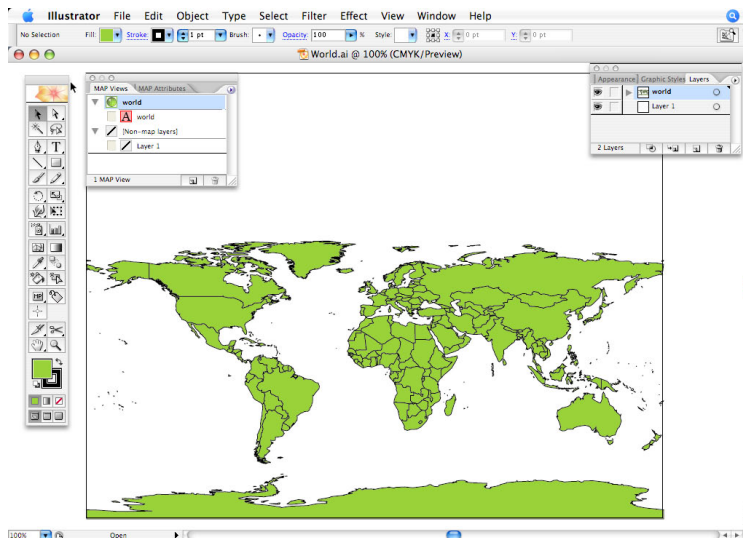 Illustrator File Edit Object Type Select Filter Effect View Window Help
No Selection Fill: Stroke: 1 pt Brush: Opacity: 100 % Style: X: 0 pt Y: 0 pt
World.ai @ 100% (CMYK/Preview)
MAP Views MAP Attributes
world
A world
[Non-map layers]
Layer 1
1 MAP View
Appearance Graphic Styles Layers
world
Layer 1
2 Layers
T
100% Open